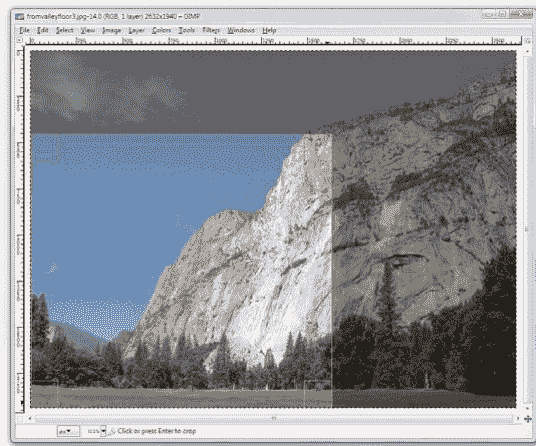 fromvalleyfloor3.jpg-14.0 (RGB, 1 layer) 2632x1940 – GIMP
File Edit Select View Image Layer Colors Tools Filters Windows Help
Click or press Enter to crop